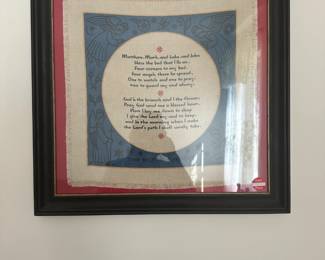 Matthew, Mark, and Luke and John
Bless the bed that I lie on.
Four corners to my bed,
Four angels there be spread,
One to watch and one to pray,
One to guard my soul alway.
God is the branch, and I the flower,
Pray God send me a blessed hour.
Now I lay me down to sleep
I give the Lord my soul to keep,
And in the morning when I wake
The Lord's path I shall surely take.